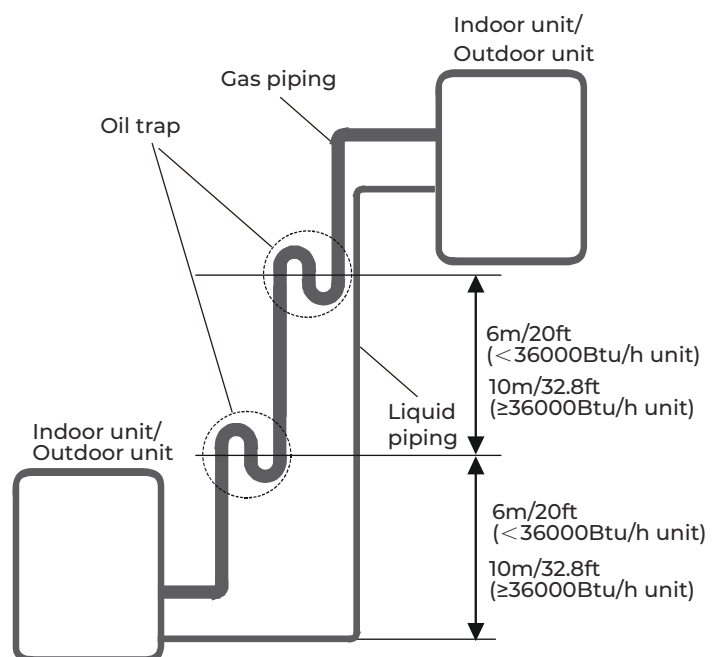 Indoor unit/
Outdoor unit
Gas piping
Oil trap
6m/20ft
(<36000Btu/h unit)
10m/32.8ft
(≥36000Btu/h unit)
Liquid
piping
Indoor unit/
Outdoor unit
6m/20ft
(<36000Btu/h unit)
10m/32.8ft
(≥36000Btu/h unit)